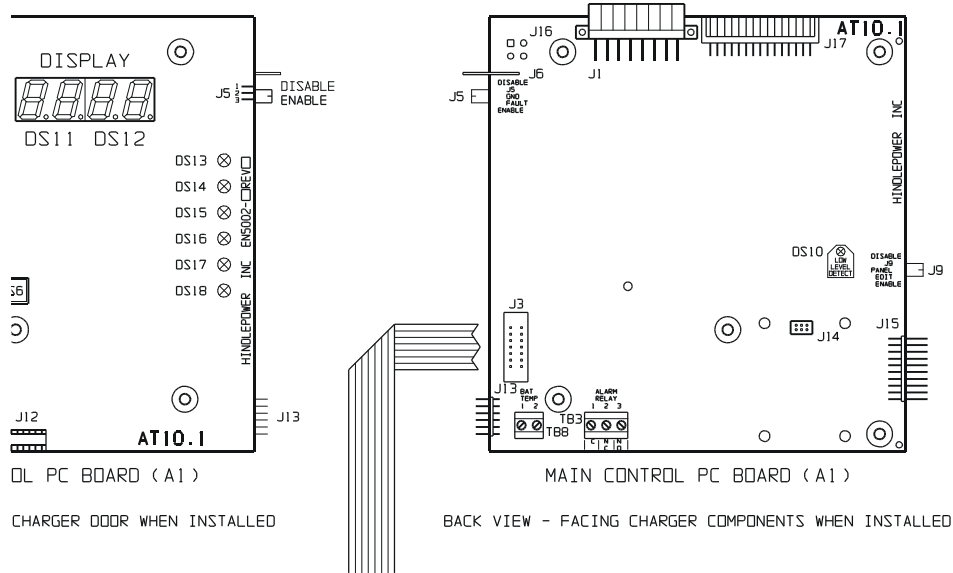 DISPLAY
DS11 DS12
J5
1
2
3
DISABLE
ENABLE
DS13
DS14
DS15
DS16
DS17
DS18
HINDLEPOWER INC EN5002-□REV□
S6
J12
J13
AT10.1
OL PC BOARD (A1)
CHARGER DOOR WHEN INSTALLED
J16
J1
J17
AT10.1
J6
J5
DISABLE
J5
GND
FAULT
ENABLE
HINDLEPOWER INC
DS10
LOW
LEVEL
DETECT
DISABLE
J9
PANEL
EDIT
ENABLE
J9
J3
J14
J15
J13
BAT
TEMP
1 2
TB8
ALARM
RELAY
1 2 3
TB3
C NC NO
MAIN CONTROL PC BOARD (A1)
BACK VIEW - FACING CHARGER COMPONENTS WHEN INSTALLED